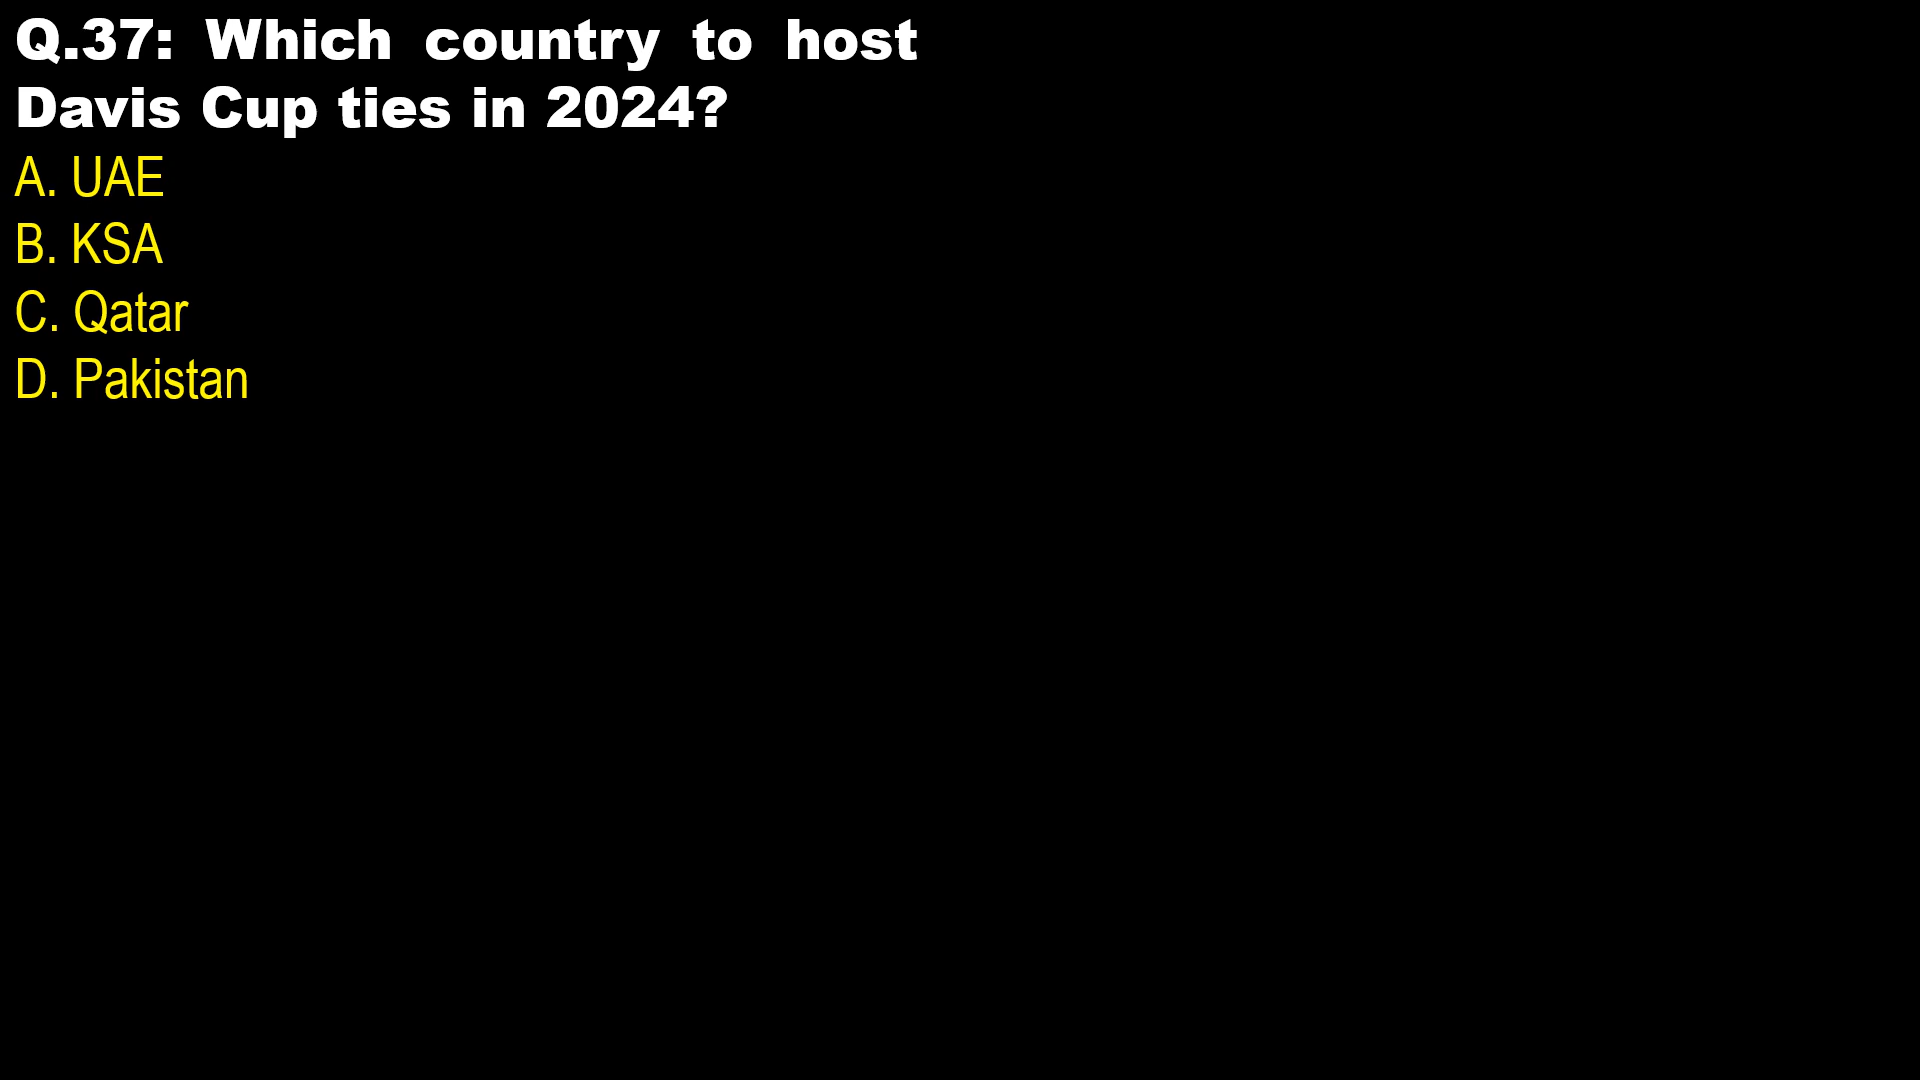 Q.37: Which country to host
Davis Cup ties in 2024?
A. UAE
B. KSA
C. Qatar
D. Pakistan